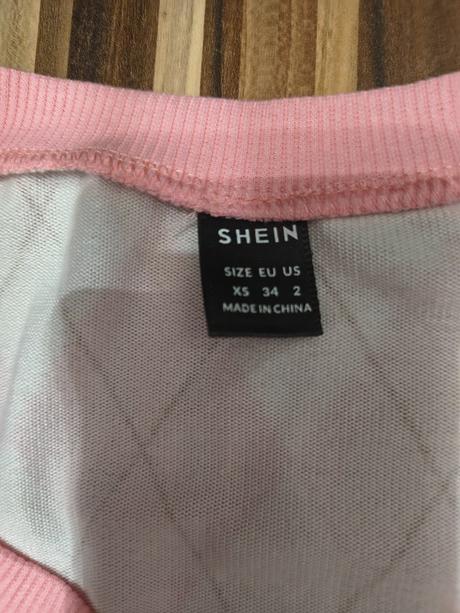 SHEIN
SIZE EU US
XS 34 2
MADE IN CHINA